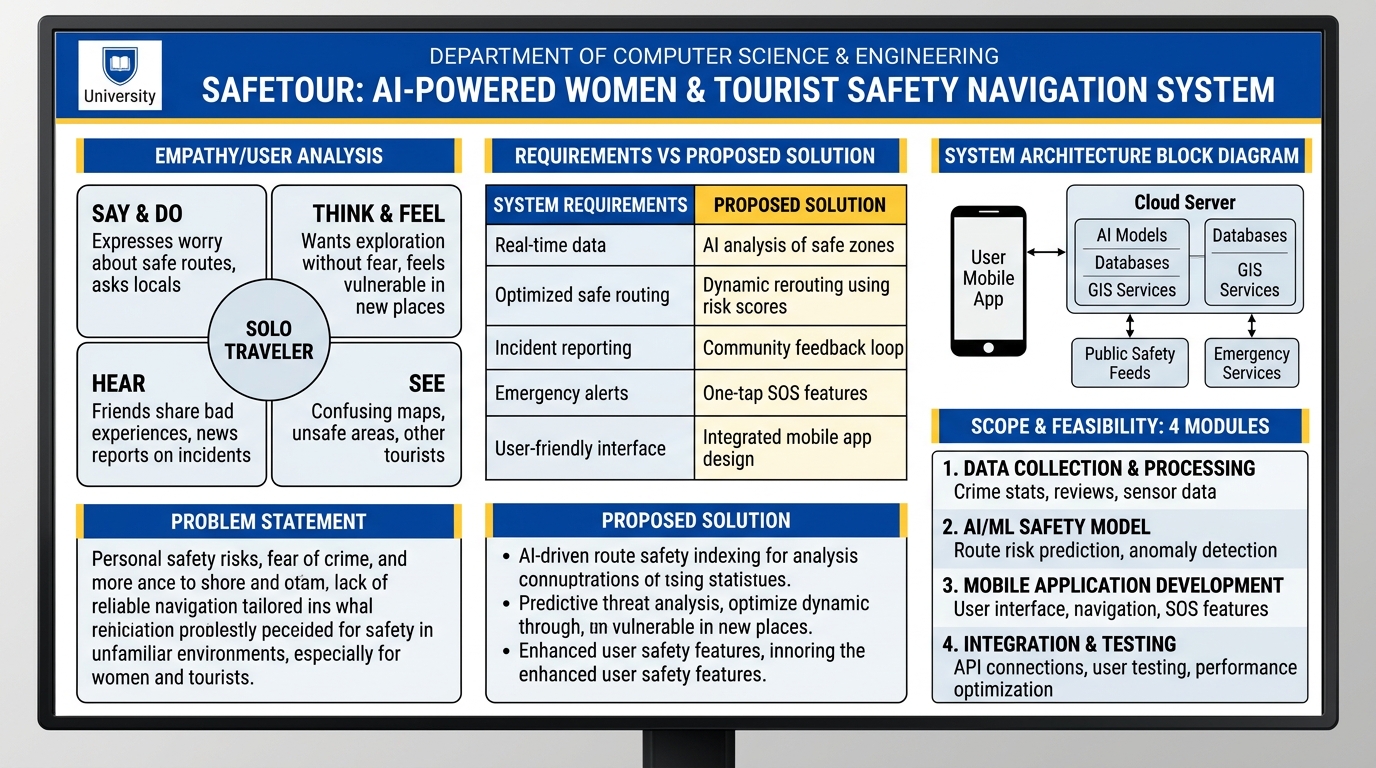 University
DEPARTMENT OF COMPUTER SCIENCE & ENGINEERING
SAFETOUR: AI-POWERED WOMEN & TOURIST SAFETY NAVIGATION SYSTEM
EMPATHY/USER ANALYSIS
SAY & DO
Expresses worry
about safe routes,
asks locals
THINK & FEEL
Wants exploration
without fear, feels
vulnerable in
new places
SOLO
TRAVELER
HEAR
Friends share bad
experiences, news
reports on incidents
SEE
Confusing maps,
unsafe areas, other
tourists
PROBLEM STATEMENT
Personal safety risks, fear of crime, and
more ance to shore and lack of
reliable navigation tailored ins whal
for safety in
unfamiliar environments, especially for
women and tourists.
REQUIREMENTS VS PROPOSED SOLUTION
SYSTEM REQUIREMENTS PROPOSED SOLUTION
Real-time data AI analysis of safe zones
Optimized safe routing Dynamic rerouting using
risk scores
Incident reporting Community feedback loop
Emergency alerts One-tap SOS features
User-friendly interface Integrated mobile app
design
PROPOSED SOLUTION
• AI-driven route safety indexing for analysis
of
• Predictive threat analysis, optimize dynamic
through, vulnerable in new places.
• Enhanced user safety features, innoring the
enhanced user safety features.
SYSTEM ARCHITECTURE BLOCK DIAGRAM
User
Mobile
App
Cloud Server
AI Models
Databases
GIS Services
Databases
GIS
Services
Public Safety
Feeds
Emergency
Services
SCOPE & FEASIBILITY: 4 MODULES
1. DATA COLLECTION & PROCESSING
Crime stats, reviews, sensor data
2. AI/ML SAFETY MODEL
Route risk prediction, anomaly detection
3. MOBILE APPLICATION DEVELOPMENT
User interface, navigation, SOS features
4. INTEGRATION & TESTING
API connections, user testing, performance
optimization